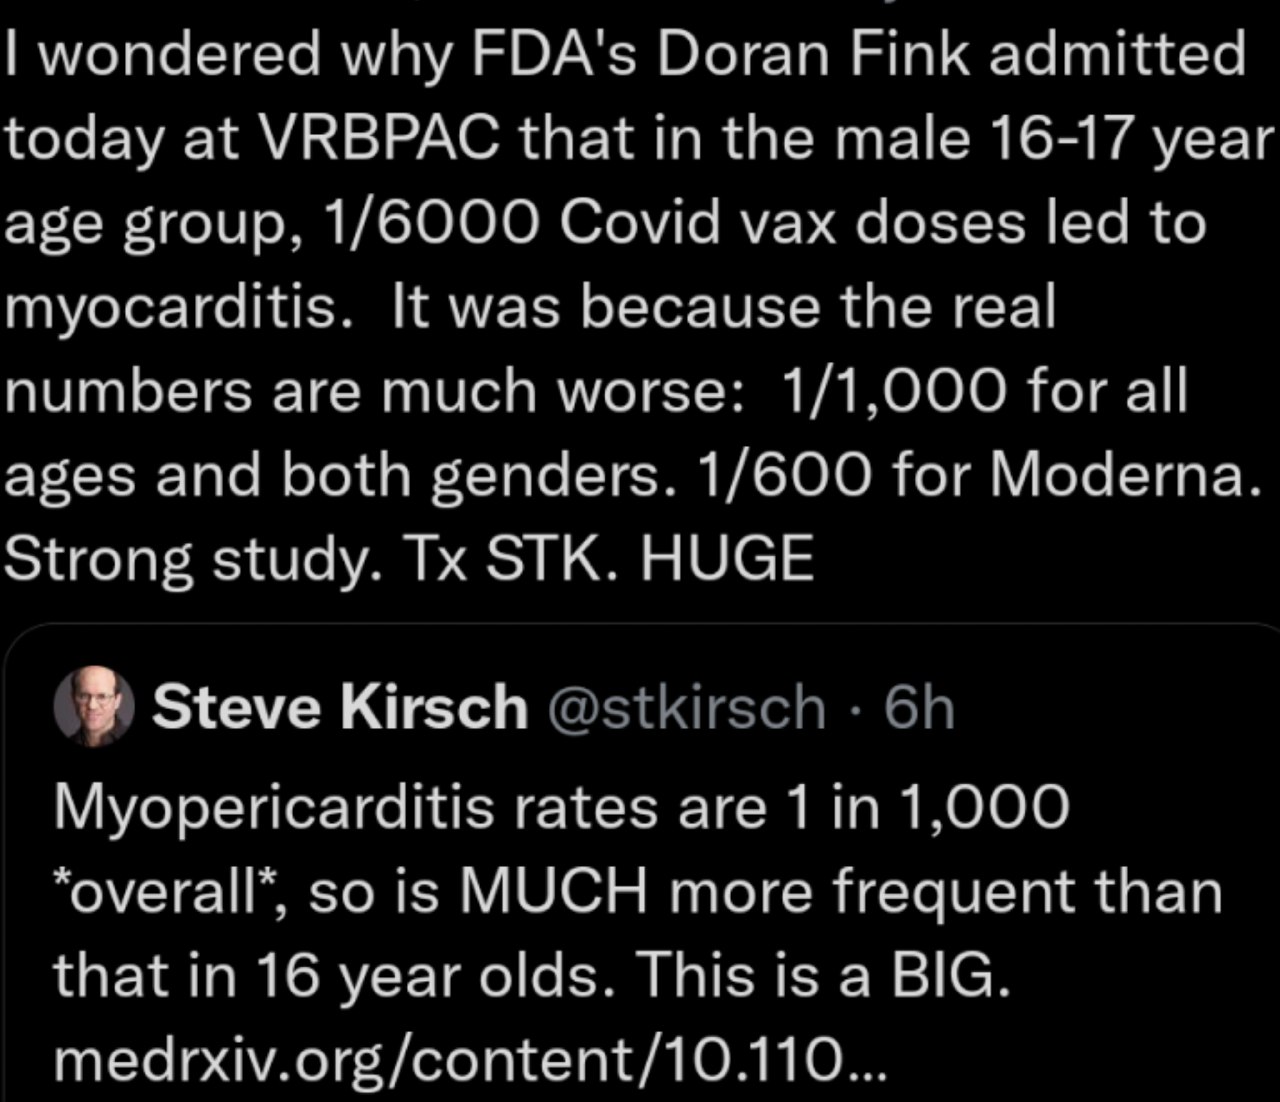 I wondered why FDA's Doran Fink admitted
today at VRBPAC that in the male 16-17 year
age group, 1/6000 Covid vax doses led to
myocarditis.  It was because the real
numbers are much worse:  1/1,000 for all
ages and both genders. 1/600 for Moderna.
Strong study. Tx STK. HUGE
Steve Kirsch @stkirsch · 6h
Myopericarditis rates are 1 in 1,000
*overall*, so is MUCH more frequent than
that in 16 year olds. This is a BIG.
medrxiv.org/content/10.110...